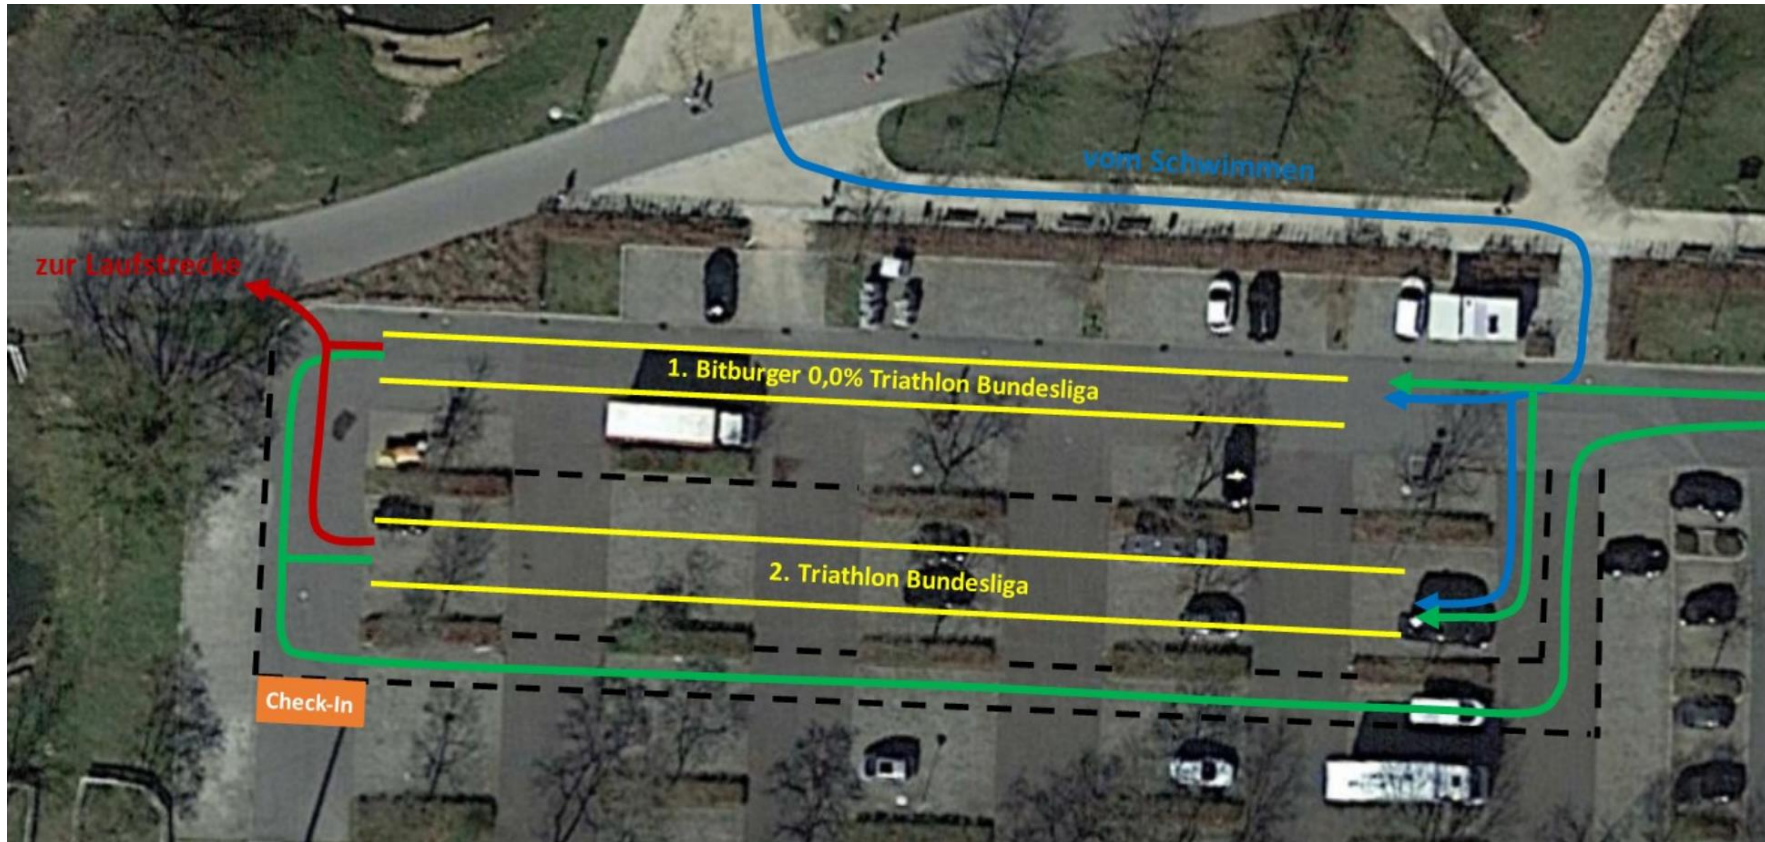 vom Schwimmen
zur Laufstrecke
1. Bitburger 0,0% Triathlon Bundesliga
2. Triathlon Bundesliga
Check-In